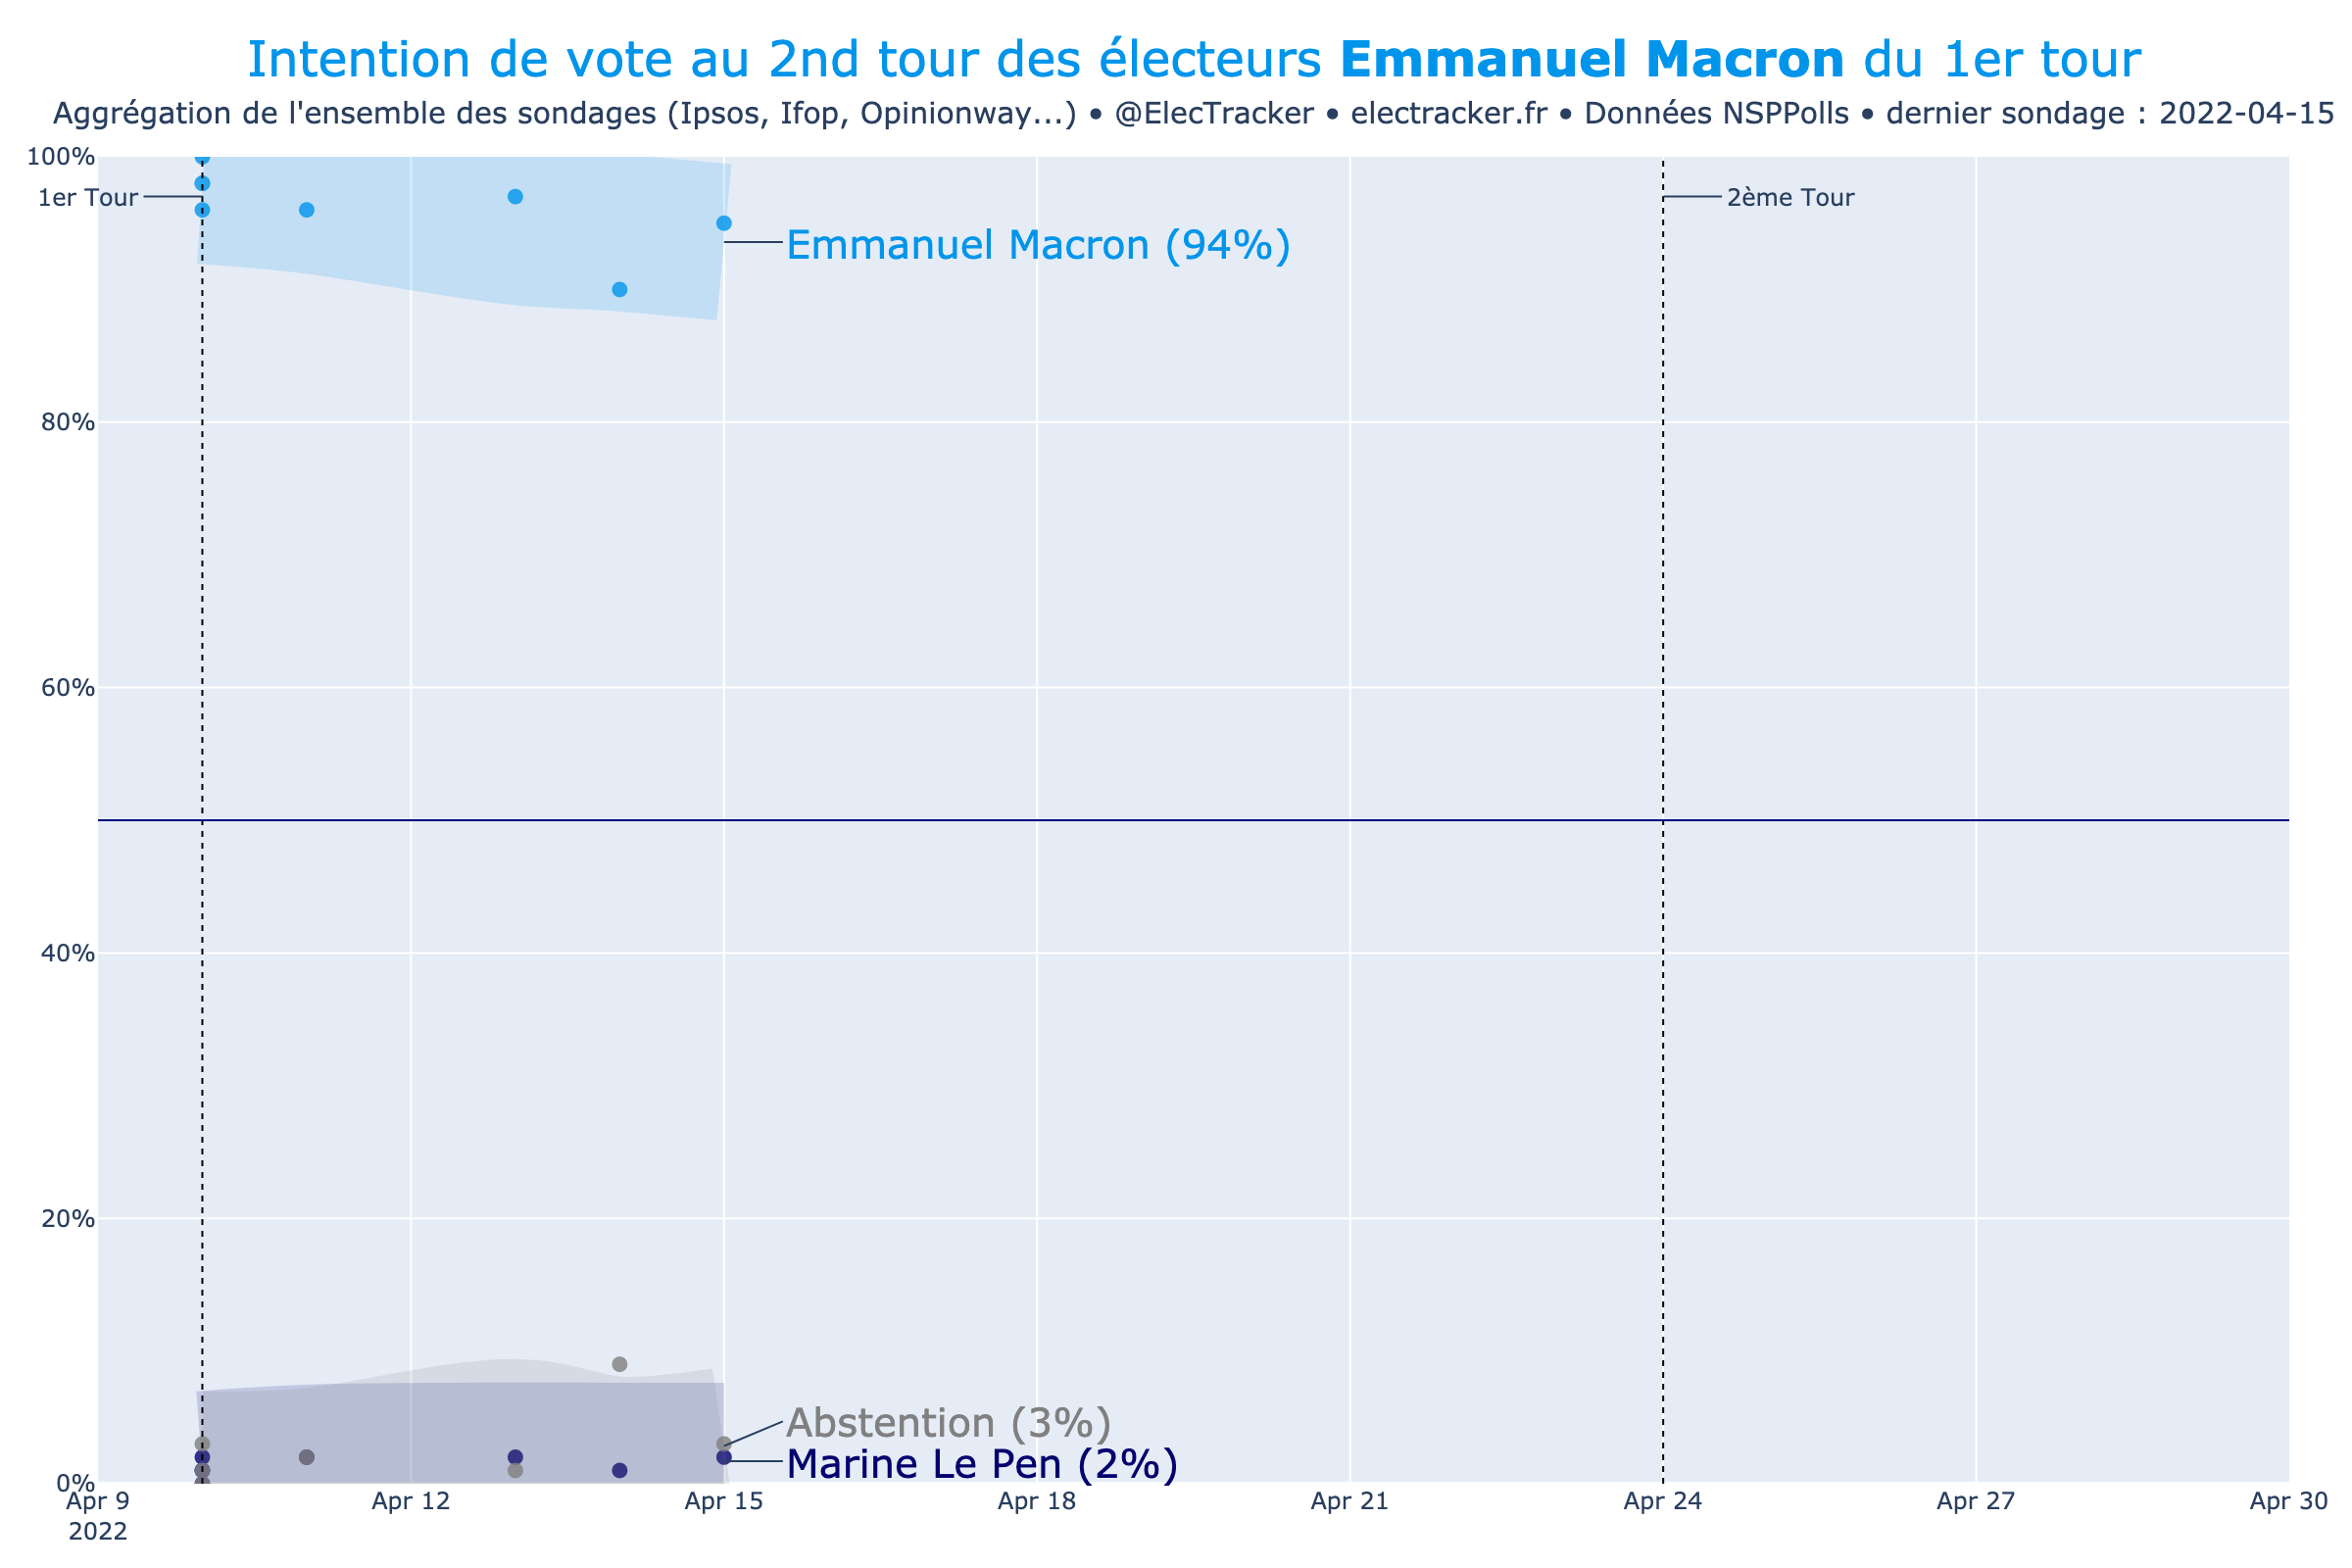 Intention de vote au 2nd tour des électeurs Emmanuel Macron du 1er tour
Aggrégation de l'ensemble des sondages (Ipsos, Ifop, Opinionway...) • @ElecTracker • electracker.fr • Données NSPPolls • dernier sondage : 2022-04-15
100%
1er Tour
2ème Tour
Emmanuel Macron (94%)
80%
60%
40%
20%
Abstention (3%)
Marine Le Pen (2%)
0%
Apr 9 Apr 12 Apr 15 Apr 18 Apr 21 Apr 24 Apr 27 Apr 30
2022